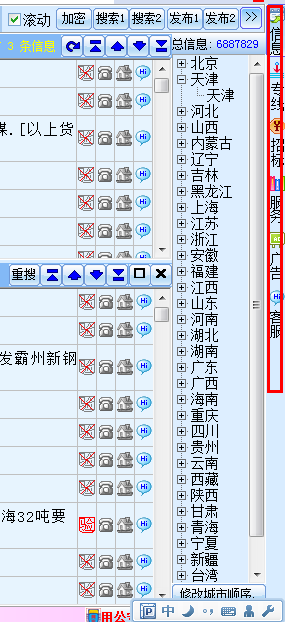 滚动 加密 搜索1 搜索2 发布1 发布2 >>
3 条信息
总信息: 6887829
北京
天津
天津
河北
山西
内蒙古
辽宁
吉林
黑龙江
上海
江苏
浙江
安徽
福建
江西
山东
河南
湖北
湖南
广东
广西
海南
重庆
四川
贵州
云南
西藏
陕西
甘肃
青海
宁夏
新疆
台湾
修改城市顺序.
煤.[以上货
重搜
发霸州新钢
海32吨要
验
Hi
信息
专线
招标
服务
广告
客服
用公
中